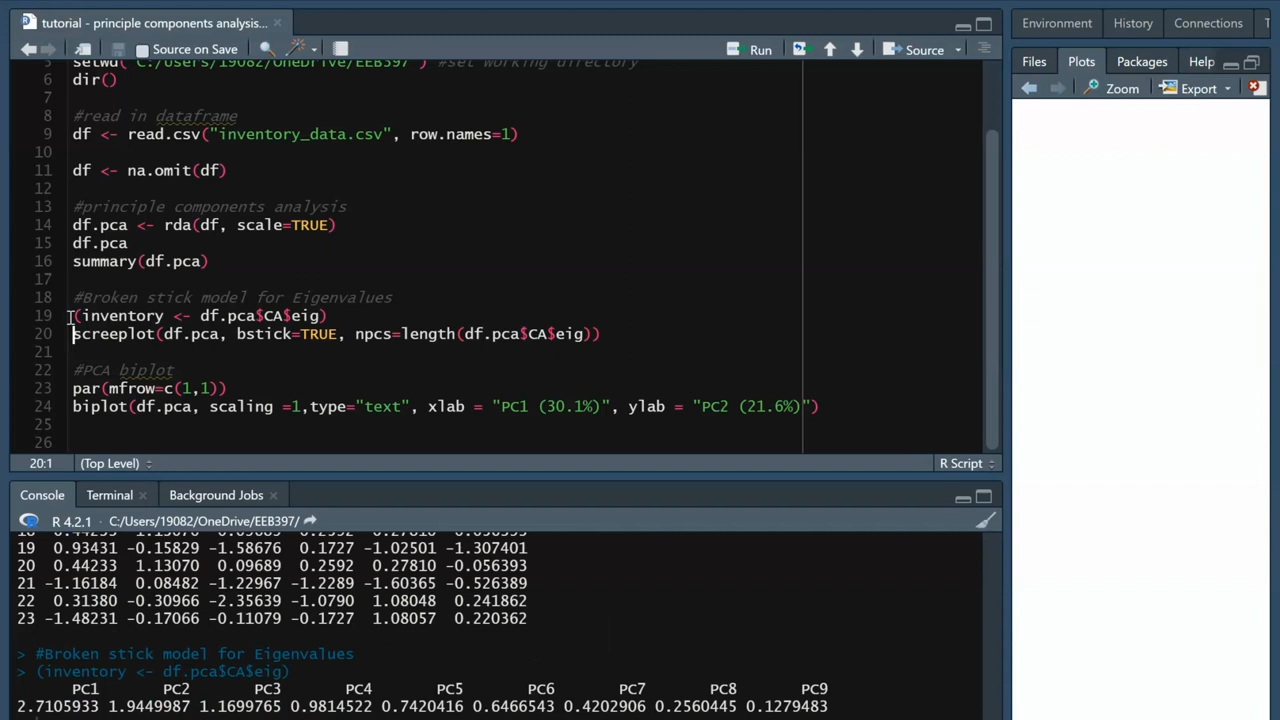 tutorial - principle components analysis...
Environment History Connections T
Source on Save Run Source
Files Plots Packages Help
Zoom Export
5 setwd("C:/Users/19082/OneDrive/EEB397") #set working directory
6 dir()
7
8 #read in dataframe
9 df <- read.csv("inventory_data.csv", row.names=1)
10
11 df <- na.omit(df)
12
13 #principle components analysis
14 df.pca <- rda(df, scale=TRUE)
15 df.pca
16 summary(df.pca)
17
18 #Broken stick model for Eigenvalues
19 (inventory <- df.pca$CA$eig)
20 screeplot(df.pca, bstick=TRUE, npcs=length(df.pca$CA$eig))
21
22 #PCA biplot
23 par(mfrow=c(1,1))
24 biplot(df.pca, scaling =1,type="text", xlab = "PC1 (30.1%)", ylab = "PC2 (21.6%)")
25
26
20:1 (Top Level) R Script
Console Terminal Background Jobs
R 4.2.1 · C:/Users/19082/OneDrive/EEB397/
19 0.93431 -0.15829 -1.58676 0.1727 -1.02501 -1.307401
20 0.44233 1.13070 0.09689 0.2592 0.27810 -0.056393
21 -1.16184 0.08482 -1.22967 -1.2289 -1.60365 -0.526389
22 0.31380 -0.30966 -2.35639 -1.0790 1.08048 0.241862
23 -1.48231 -0.17066 -0.11079 -0.1727 1.08057 0.220362
> #Broken stick model for Eigenvalues
> (inventory <- df.pca$CA$eig)
PC1 PC2 PC3 PC4 PC5 PC6 PC7 PC8 PC9
2.7105933 1.9449987 1.1699765 0.9814522 0.7420416 0.6466543 0.4202906 0.2560445 0.1279483